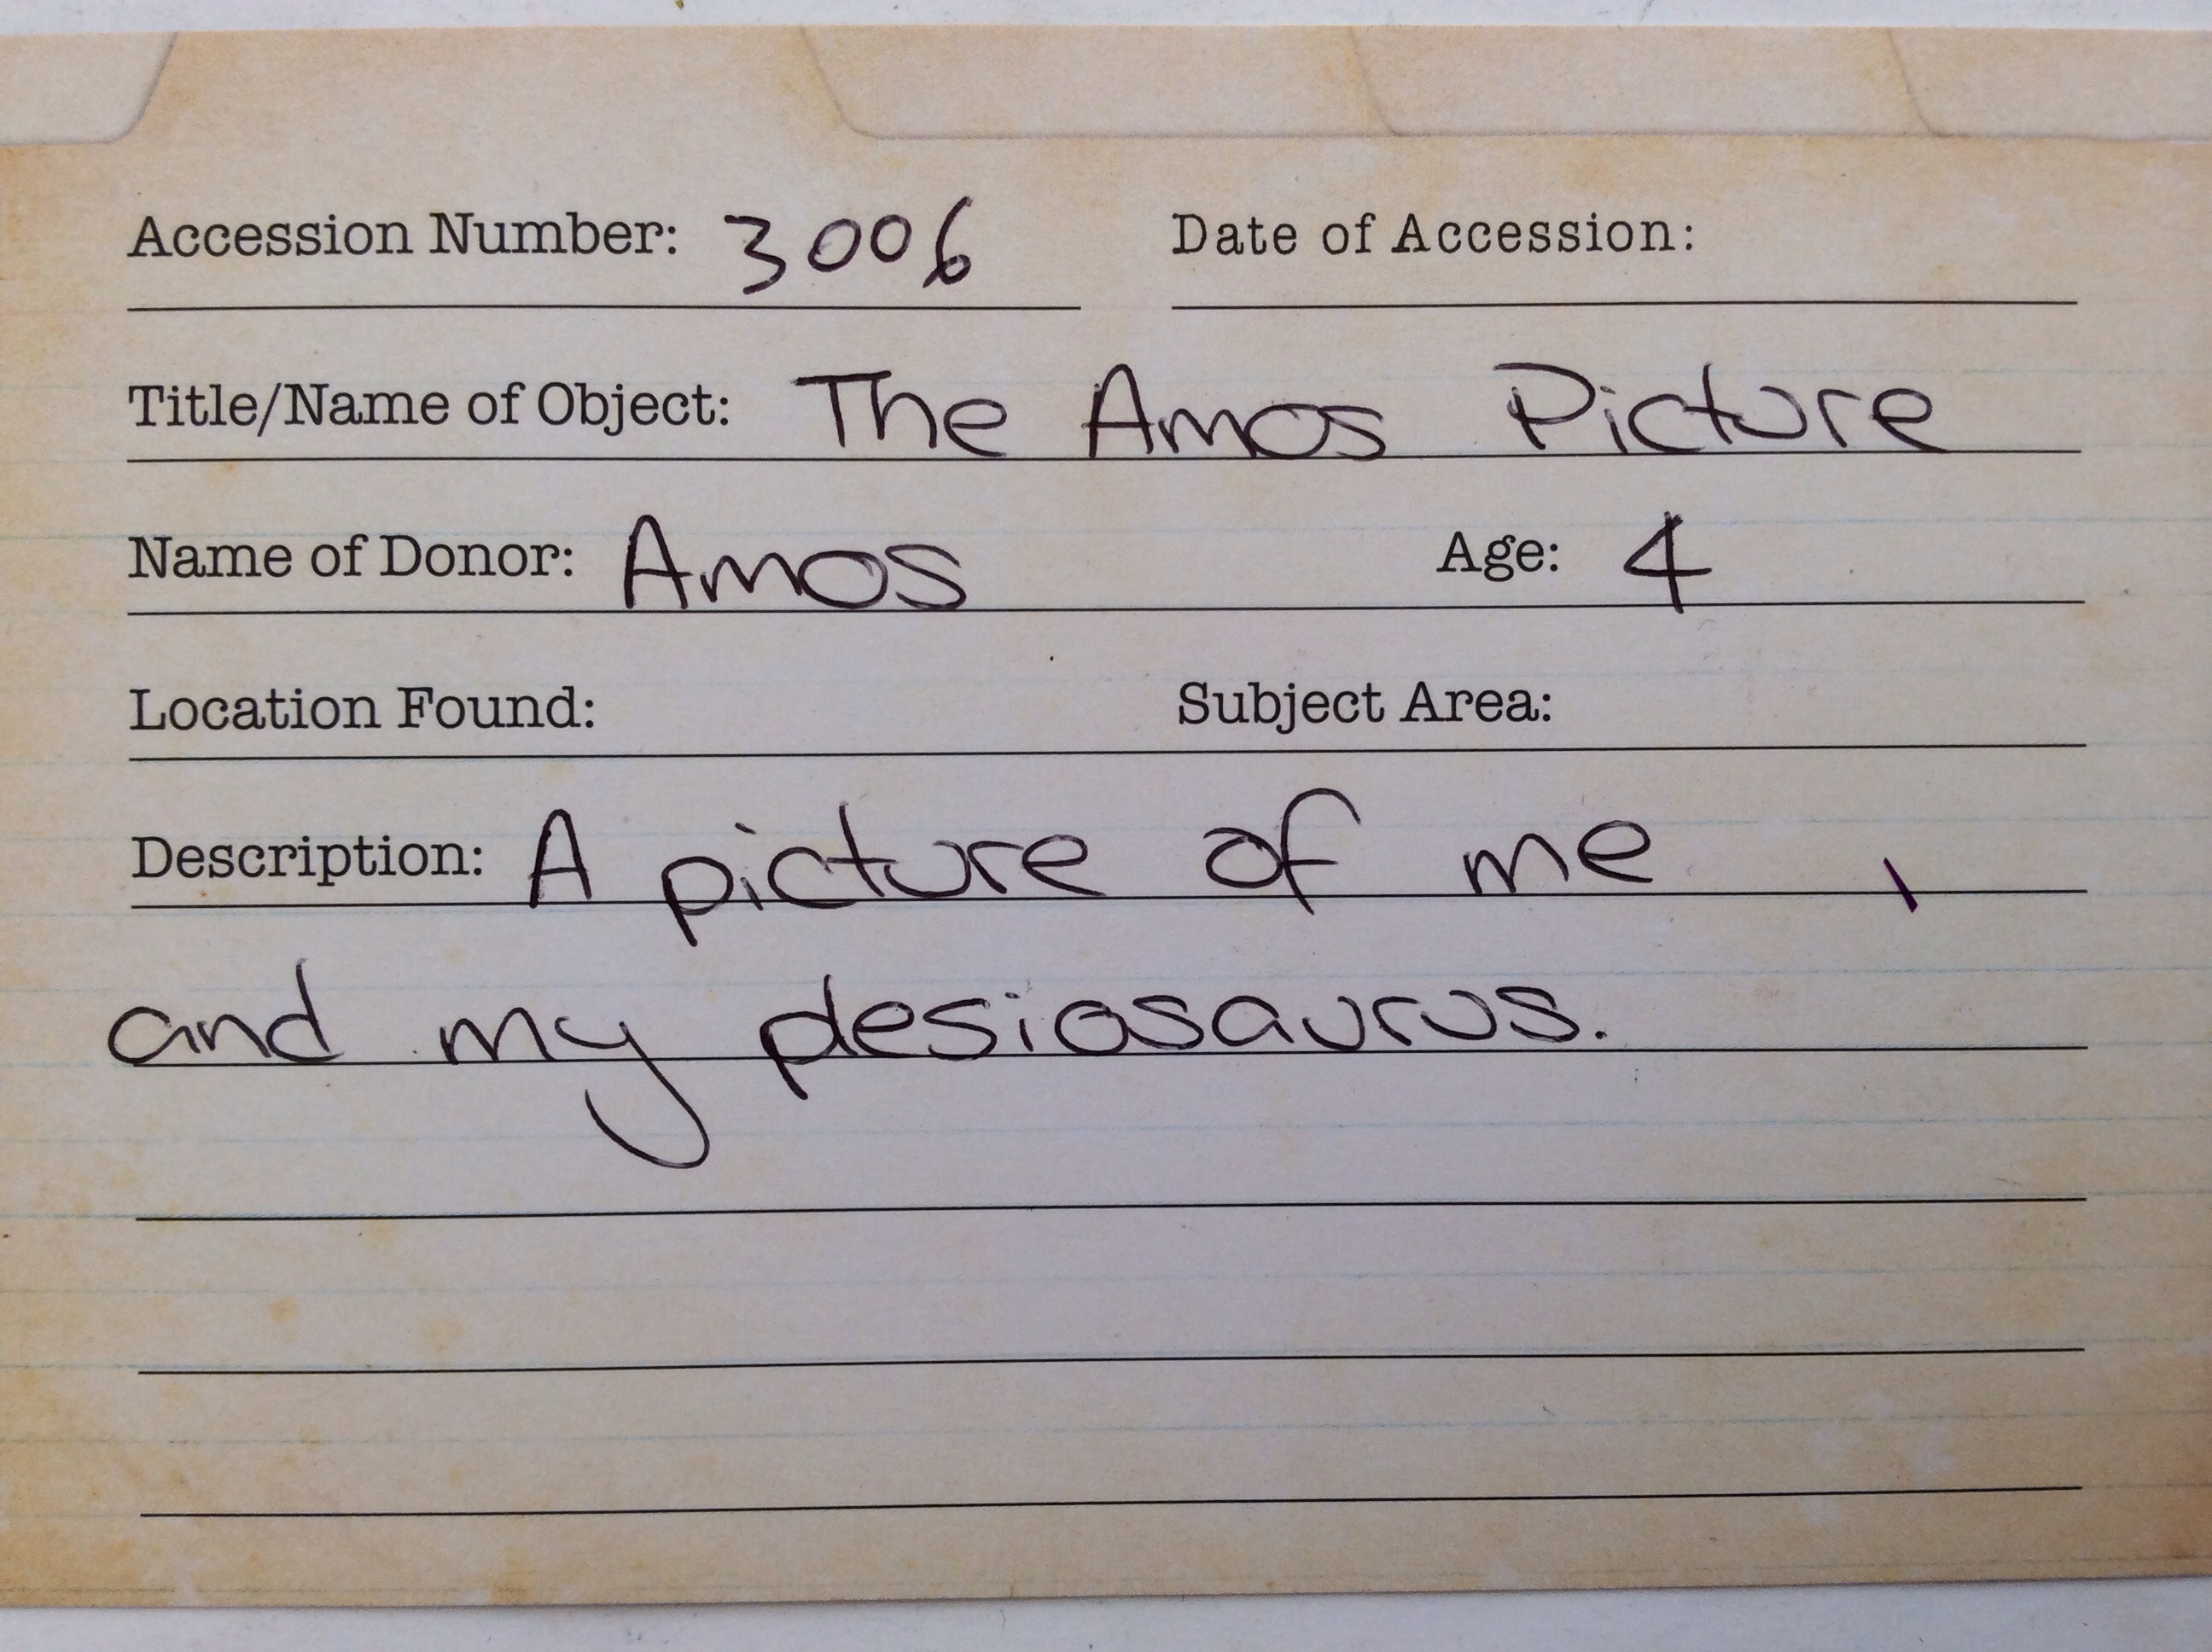 Accession Number: 3006 Date of Accession:
Title/Name of Object: The Amos Picture
Name of Donor: Amos Age: 4
Location Found: Subject Area:
Description: A picture of me
and my plesiosaurus.